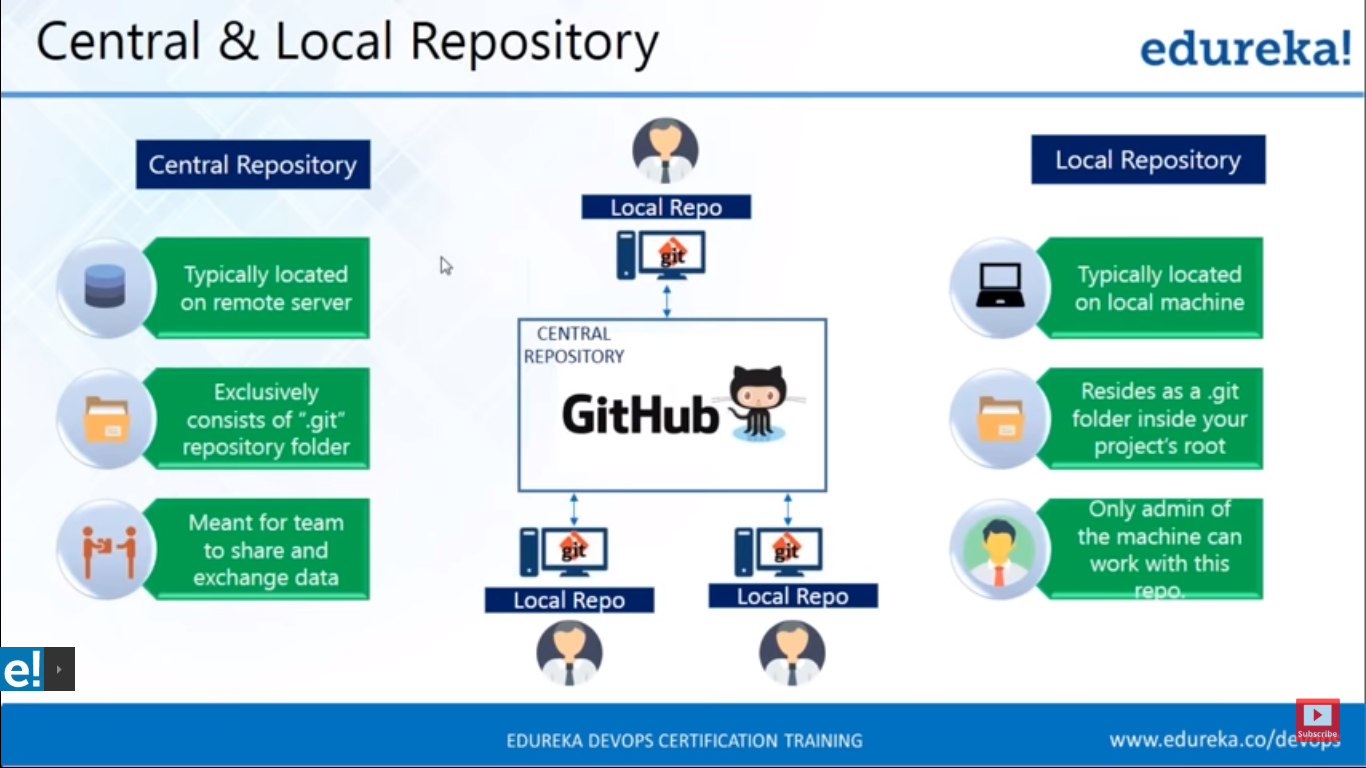 Central & Local Repository
edureka!
Central Repository
Typically located
on remote server
Exclusively
consists of “.git”
repository folder
Meant for team
to share and
exchange data
Local Repo
git
CENTRAL
REPOSITORY
GitHub
git
git
Local Repo
Local Repo
Local Repository
Typically located
on local machine
Resides as a .git
folder inside your
project’s root
Only admin of
the machine can
work with this
repo.
e!
EDUREKA DEVOPS CERTIFICATION TRAINING
www.edureka.co/devops
Subscribe